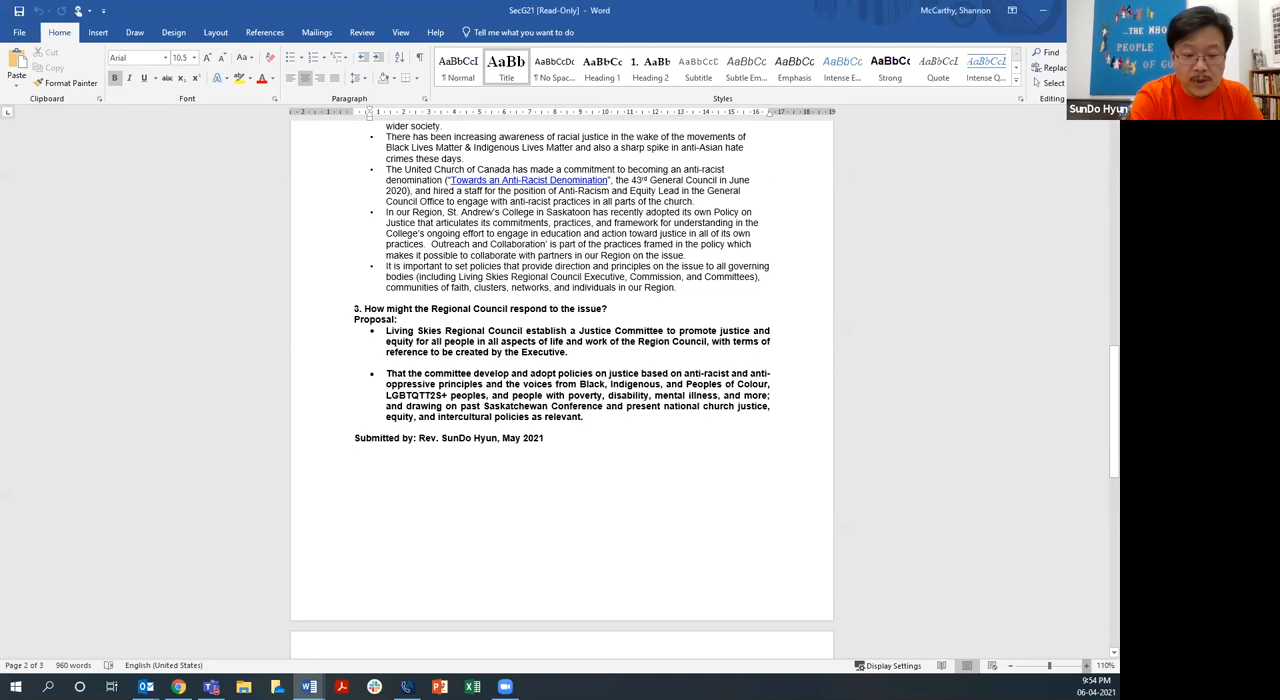 SecG21 [Read-Only] - Word
McCarthy, Shannon
File Home Insert Draw Design Layout References Mailings Review View Help Tell me what you want to do
Paste
Cut
Copy
Format Painter
Clipboard
Arial 10.5
Font
Paragraph
AaBbCcI AaBb AaBbCcDc AaBbCc 1. AaBb AaBbCcD AaBbCc AaBbCc AaBbCc AaBbCc AaBbCcI AaBbCcI
¶ Normal Title ¶ No Spac... Heading 1 Heading 2 Subtitle Subtle Em... Emphasis Intense E... Strong Quote Intense Q...
Styles
Find
Replac
Select
Editing
...THE WHO
PEOPLE
OF GO
SunDo Hyun
wider society.
• There has been increasing awareness of racial justice in the wake of the movements of
Black Lives Matter & Indigenous Lives Matter and also a sharp spike in anti-Asian hate
crimes these days.
• The United Church of Canada has made a commitment to becoming an anti-racist
denomination ("Towards an Anti-Racist Denomination", the 43rd General Council in June
2020), and hired a staff for the position of Anti-Racism and Equity Lead in the General
Council Office to engage with anti-racist practices in all parts of the church.
• In our Region, St. Andrew's College in Saskatoon has recently adopted its own Policy on
Justice that articulates its commitments, practices, and framework for understanding in the
College's ongoing effort to engage in education and action toward justice in all of its own
practices. Outreach and Collaboration' is part of the practices framed in the policy which
makes it possible to collaborate with partners in our Region on the issue.
• It is important to set policies that provide direction and principles on the issue to all governing
bodies (including Living Skies Regional Council Executive, Commission, and Committees),
communities of faith, clusters, networks, and individuals in our Region.
3. How might the Regional Council respond to the issue?
Proposal:
• Living Skies Regional Council establish a Justice Committee to promote justice and
equity for all people in all aspects of life and work of the Region Council, with terms of
reference to be created by the Executive.
• That the committee develop and adopt policies on justice based on anti-racist and anti-
oppressive principles and the voices from Black, Indigenous, and Peoples of Colour,
LGBTQTT2S+ peoples, and people with poverty, disability, mental illness, and more;
and drawing on past Saskatchewan Conference and present national church justice,
equity, and intercultural policies as relevant.
Submitted by: Rev. SunDo Hyun, May 2021
Page 2 of 3 960 words English (United States) Display Settings 110%
9:54 PM
06-04-2021